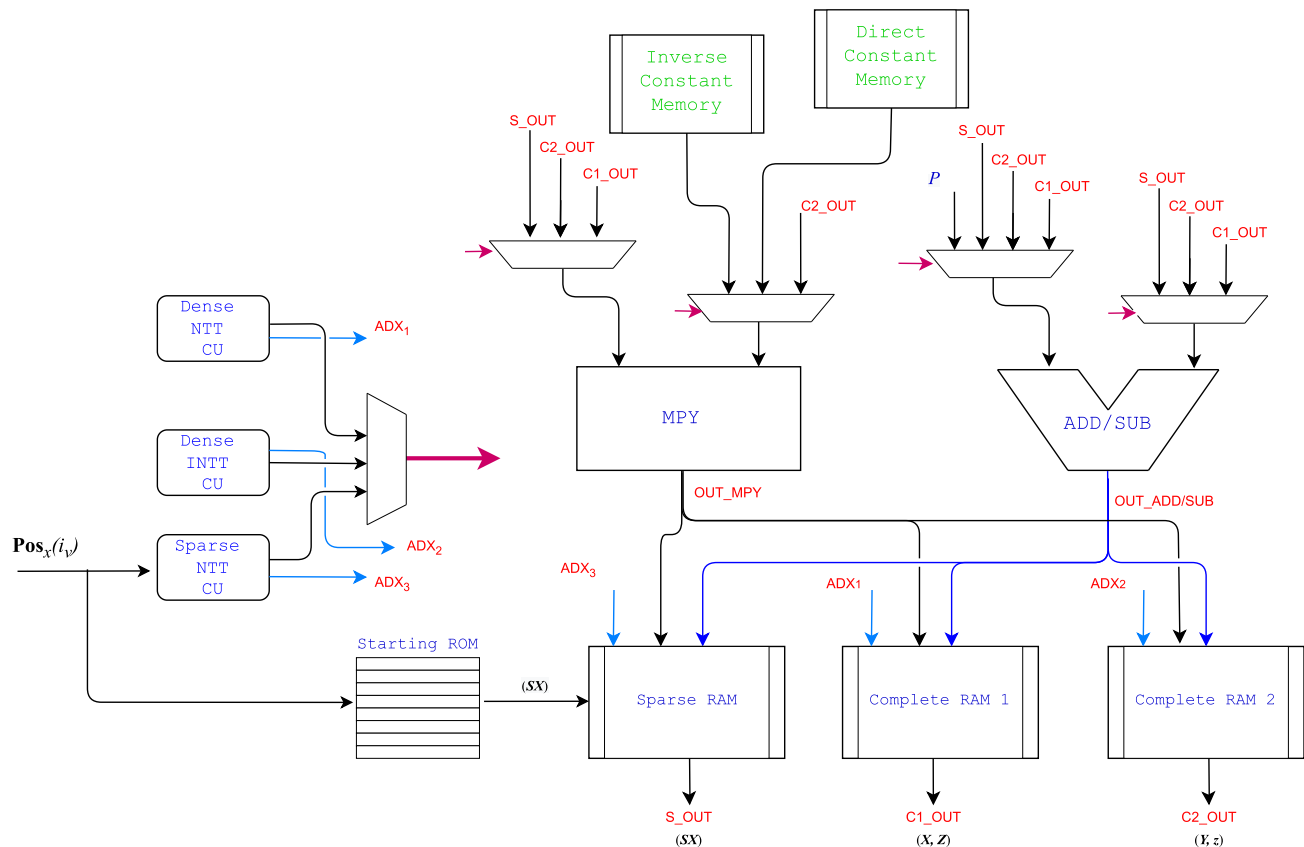 Inverse
Constant
Memory
Direct
Constant
Memory
S_OUT
C2_OUT
C1_OUT
C2_OUT
P
S_OUT
C2_OUT
C1_OUT
S_OUT
C2_OUT
C1_OUT
Dense
NTT
CU
ADX₁
Dense
INTT
CU
ADX₂
Posₓ(iᵥ)
Sparse
NTT
CU
ADX₃
MPY
ADD/SUB
OUT_MPY
OUT_ADD/SUB
ADX₃
ADX1
ADX2
Starting ROM
(SX)
Sparse RAM
Complete RAM 1
Complete RAM 2
S_OUT
(SX)
C1_OUT
(X, Z)
C2_OUT
(Y, z)